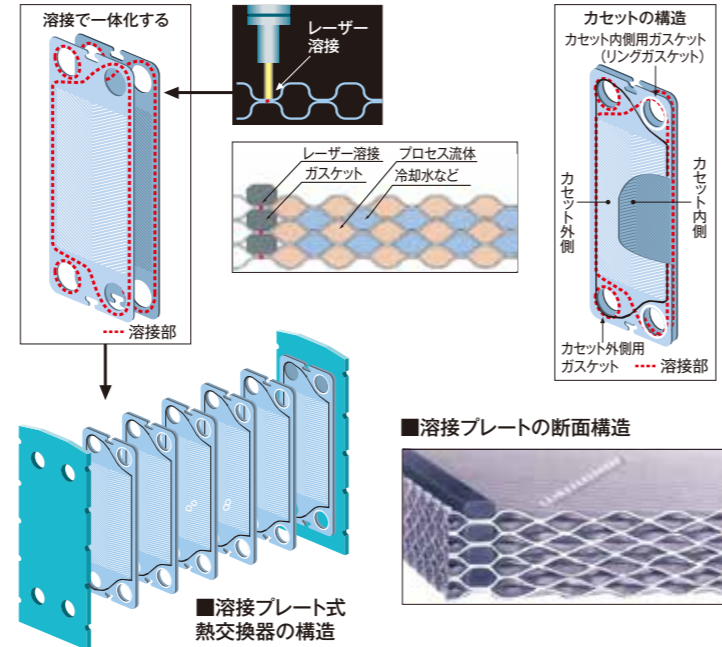 溶接で一体化する
溶接部
レーザー
溶接
レーザー溶接
ガスケット
プロセス流体
冷却水など
カセットの構造
カセット内側用ガスケット
（リングガスケット）
カセット外側
カセット内側
カセット外側用
ガスケット
溶接部
■溶接プレートの断面構造
■溶接プレート式
熱交換器の構造